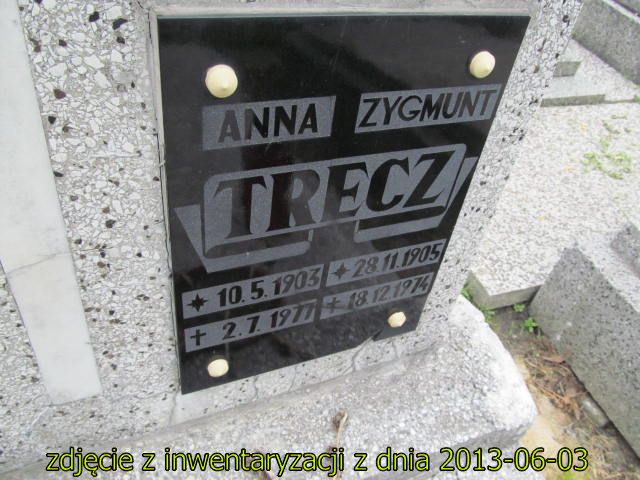 ANNA ZYGMUNT
TRECZ
✶ 10.5.1903 ✶ 28.11.1905
✝ 2.7.1977 ✝ 18.12.1974
zdjęcie z inwentaryzacji z dnia 2013-06-03